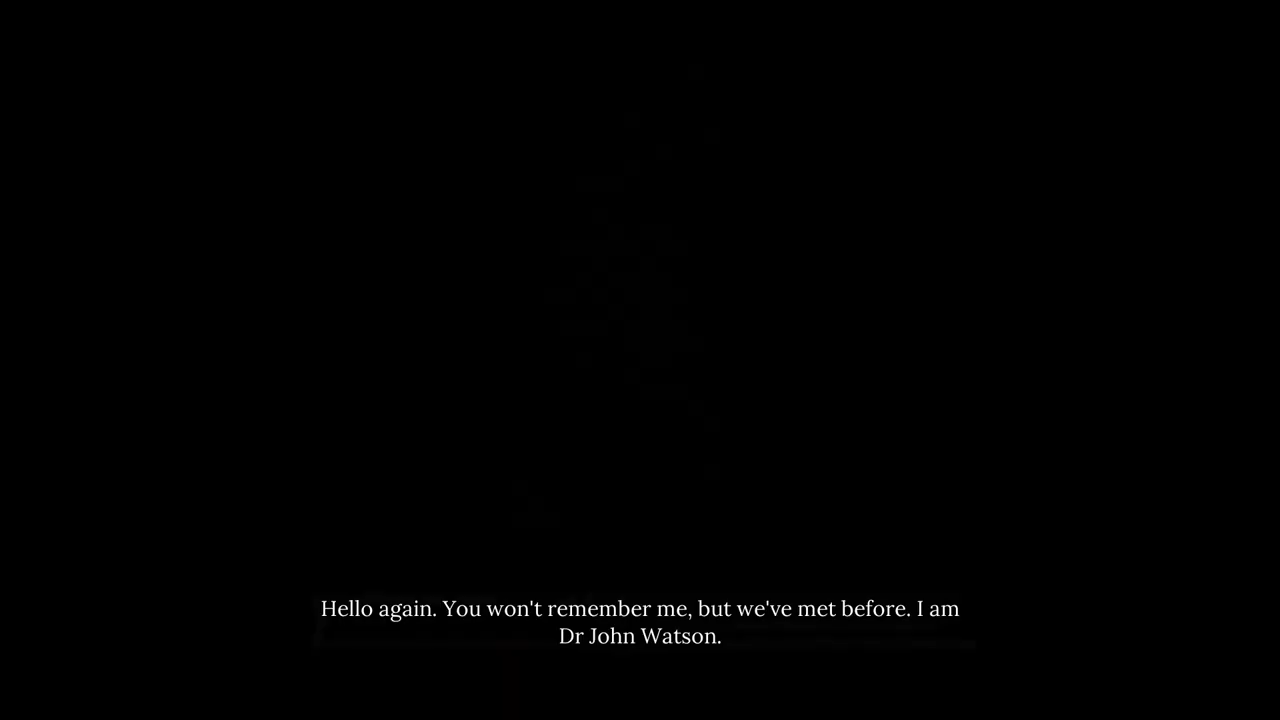 Hello again. You won't remember me, but we've met before. I am
Dr John Watson.